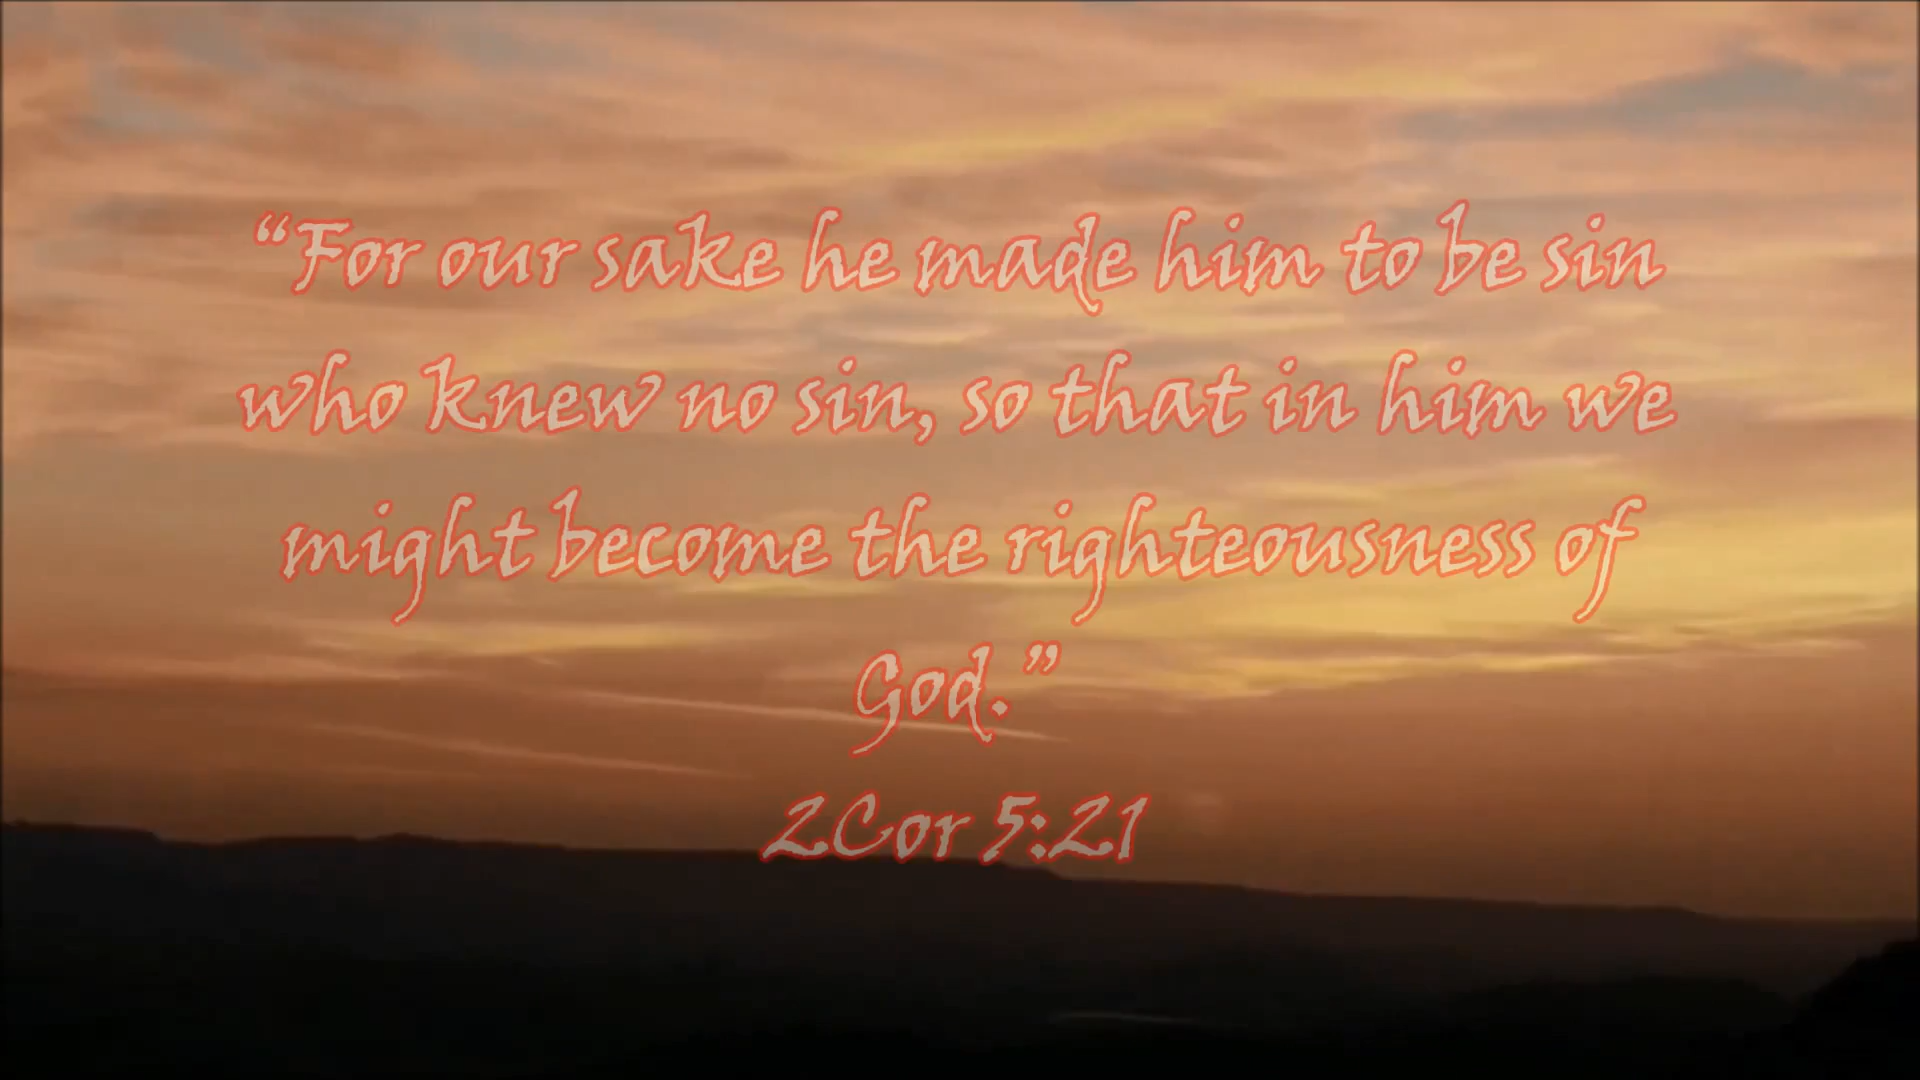 “For our sake he made him to be sin
who knew no sin, so that in him we
might become the righteousness of
God.”
2Cor 5:21